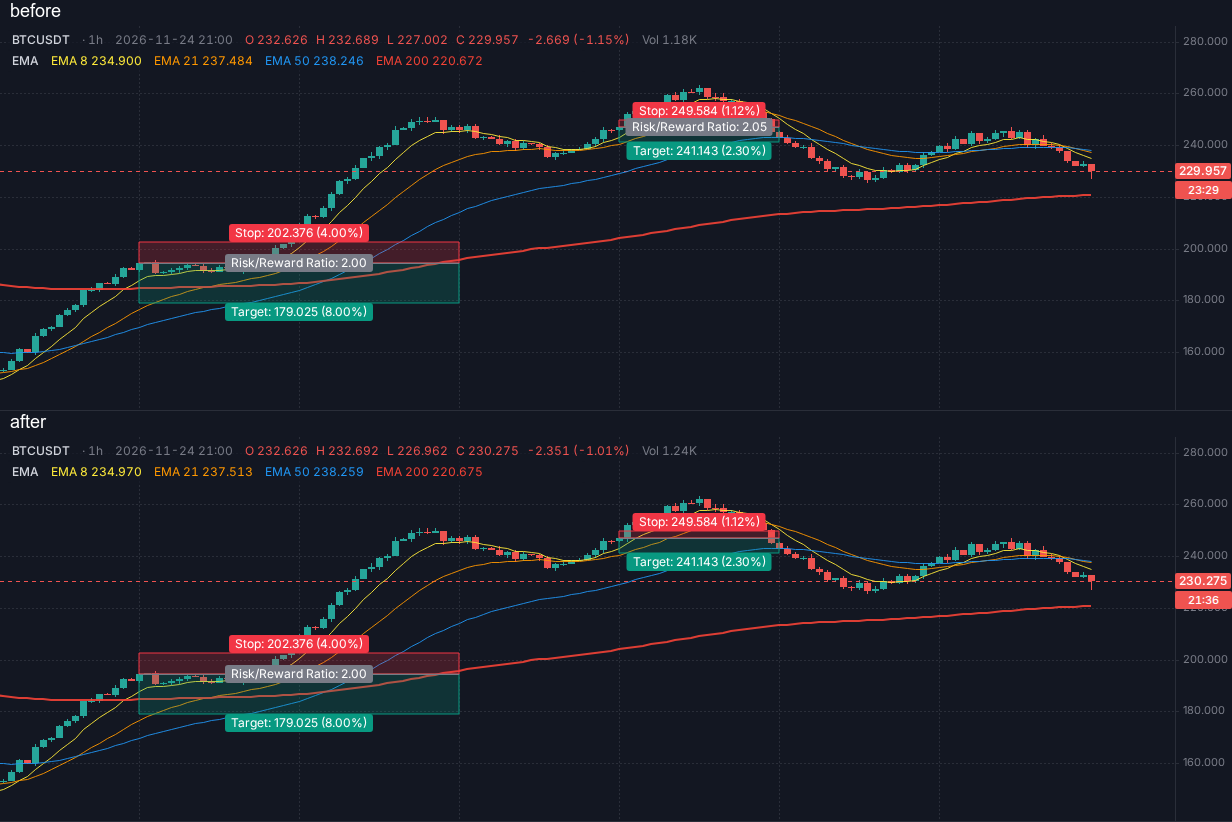 before
BTCUSDT · 1h 2026-11-24 21:00 O 232.626 H 232.689 L 227.002 C 229.957 -2.669 (-1.15%) Vol 1.18K
EMA EMA 8 234.900 EMA 21 237.484 EMA 50 238.246 EMA 200 220.672
280.000
260.000
Stop: 249.584 (1.12%)
Risk/Reward Ratio: 2.05
240.000
Target: 241.143 (2.30%)
229.957
23:29
Stop: 202.376 (4.00%)
200.000
Risk/Reward Ratio: 2.00
180.000
Target: 179.025 (8.00%)
160.000
after
BTCUSDT · 1h 2026-11-24 21:00 O 232.626 H 232.692 L 226.962 C 230.275 -2.351 (-1.01%) Vol 1.24K
EMA EMA 8 234.970 EMA 21 237.513 EMA 50 238.259 EMA 200 220.675
280.000
260.000
Stop: 249.584 (1.12%)
240.000
Target: 241.143 (2.30%)
230.275
21:36
Stop: 202.376 (4.00%)
200.000
Risk/Reward Ratio: 2.00
180.000
Target: 179.025 (8.00%)
160.000